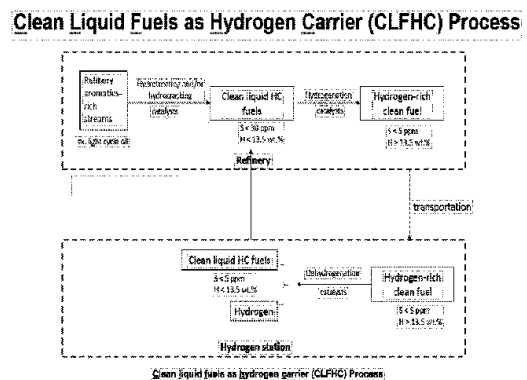 Clean Liquid Fuels as Hydrogen Carrier (CLFHC) Process
Refinery
aromatics-
rich
streams
ex. light cycle oil
Hydrotreating and/or
hydrocracking
catalysts
Clean liquid HC
fuels
S < 30 ppm
H < 13.5 wt.%
Hydrogenation
catalysts
Hydrogen-rich
clean fuel
S < 5 ppm
H > 13.5 wt.%
Refinery
transportation
Clean liquid HC fuels
S < 5 ppm
H < 13.5 wt.%
Hydrogen
Dehydrogenation
catalysts
Hydrogen-rich
clean fuel
S < 5 ppm
H > 13.5 wt.%
Hydrogen station
Clean liquid fuels as hydrogen carrier (CLFHC) Process